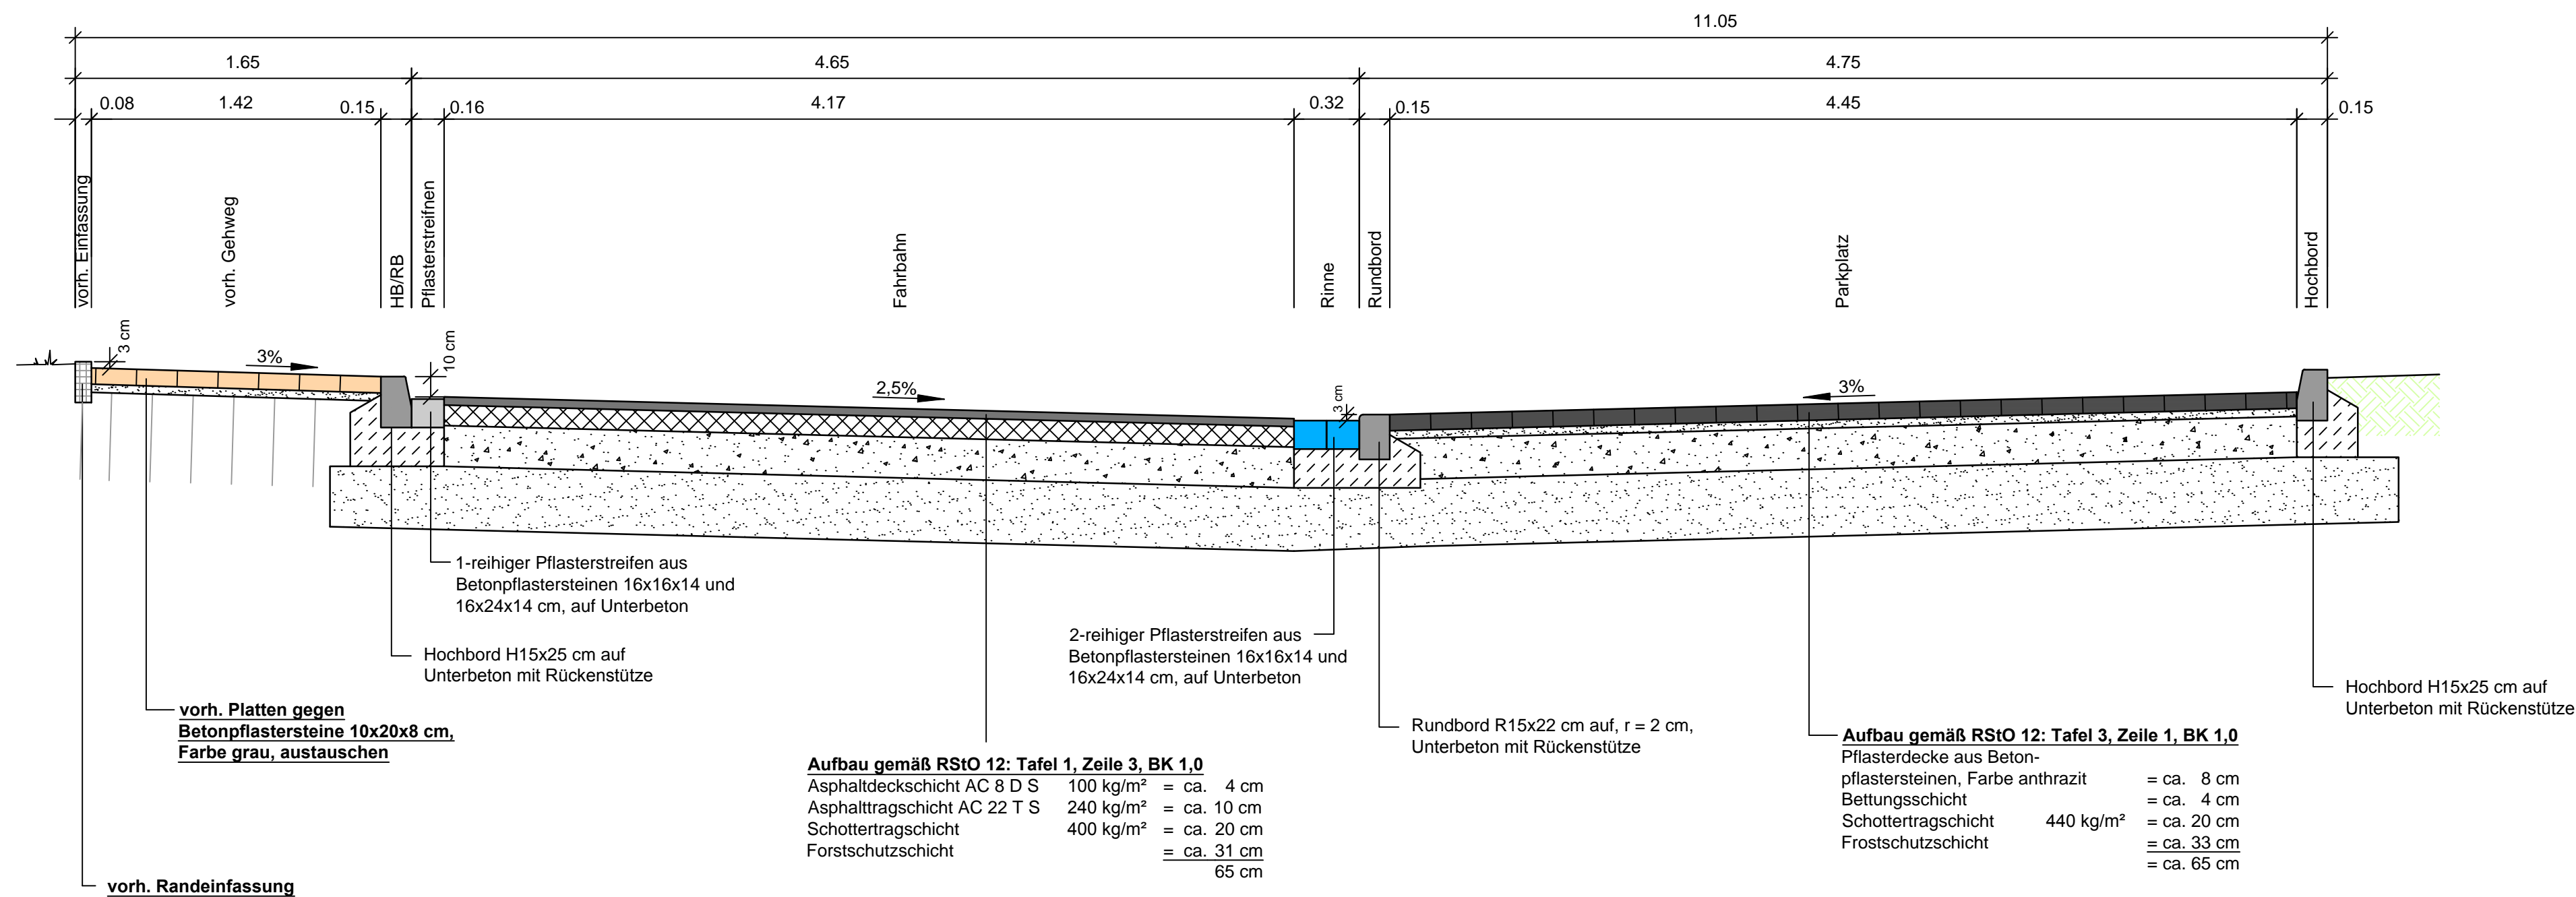 11.05
1.65 4.65 4.75
0.08 1.42 0.15 0.16 4.17 0.32 0.15 4.45 0.15
vorh. Einfassung
vorh. Gehweg
HB/RB
Pflasterstreifnen
Fahrbahn
Rinne
Rundbord
Parkplatz
Hochbord
3 cm
3%
10 cm
2,5%
3 cm
3%
1-reihiger Pflasterstreifen aus
Betonpflastersteinen 16x16x14 und
16x24x14 cm, auf Unterbeton
Hochbord H15x25 cm auf
Unterbeton mit Rückenstütze
vorh. Platten gegen
Betonpflastersteine 10x20x8 cm,
Farbe grau, austauschen
vorh. Randeinfassung
2-reihiger Pflasterstreifen aus
Betonpflastersteinen 16x16x14 und
16x24x14 cm, auf Unterbeton
Aufbau gemäß RStO 12: Tafel 1, Zeile 3, BK 1,0
Asphaltdeckschicht AC 8 D S 100 kg/m² = ca. 4 cm
Asphalttragschicht AC 22 T S 240 kg/m² = ca. 10 cm
Schottertragschicht 400 kg/m² = ca. 20 cm
Forstschutzschicht = ca. 31 cm
65 cm
Rundbord R15x22 cm auf, r = 2 cm,
Unterbeton mit Rückenstütze
Hochbord H15x25 cm auf
Unterbeton mit Rückenstütze
Aufbau gemäß RStO 12: Tafel 3, Zeile 1, BK 1,0
Pflasterdecke aus Beton-
pflastersteinen, Farbe anthrazit = ca. 8 cm
Bettungsschicht = ca. 4 cm
Schottertragschicht 440 kg/m² = ca. 20 cm
Frostschutzschicht = ca. 33 cm
= ca. 65 cm